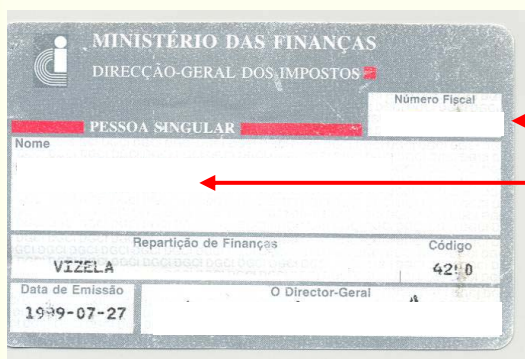 MINISTÉRIO DAS FINANÇAS
DIRECÇÃO-GERAL DOS IMPOSTOS
Número Fiscal
PESSOA SINGULAR
Nome
Repartição de Finanças
Código
VIZELA
Data de Emissão
O Director-Geral
1999-07-27